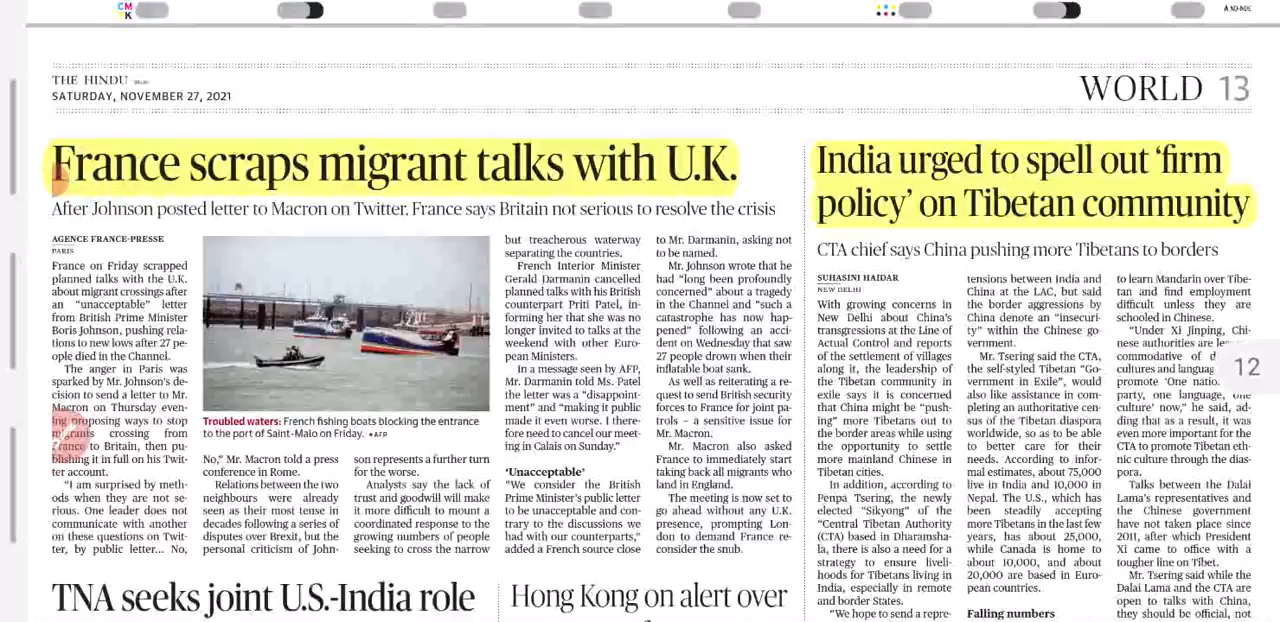 CM
YK
A ND-NDE
THE HINDU DELHI
SATURDAY, NOVEMBER 27, 2021
WORLD 13
France scraps migrant talks with U.K.
After Johnson posted letter to Macron on Twitter, France says Britain not serious to resolve the crisis
AGENCE FRANCE-PRESSE
PARIS
France on Friday scrapped
planned talks with the U.K.
about migrant crossings after
an “unacceptable” letter
from British Prime Minister
Boris Johnson, pushing rela-
tions to new lows after 27 peo-
ple died in the Channel.
The anger in Paris was
sparked by Mr. Johnson's de-
cision to send a letter to Mr.
Macron on Thursday even-
ing proposing ways to stop
migrants crossing from
France to Britain, then pu-
blishing it in full on his Twit-
ter account.
“I am surprised by meth-
ods when they are not se-
rious. One leader does not
communicate with another
on these questions on Twit-
ter, by public letter... No,
Troubled waters: French fishing boats blocking the entrance
to the port of Saint-Malo on Friday. •AFP
No,” Mr. Macron told a press
conference in Rome.
Relations between the two
neighbours were already
seen as their most tense in
decades following a series of
disputes over Brexit, but the
personal criticism of John-
son represents a further turn
for the worse.
Analysts say the lack of
trust and goodwill will make
it more difficult to mount a
coordinated response to the
growing numbers of people
seeking to cross the narrow
but treacherous waterway
separating the countries.
French Interior Minister
Gerald Darmanin cancelled
planned talks with his British
counterpart Priti Patel, in-
forming her that she was no
longer invited to talks at the
weekend with other Euro-
pean Ministers.
In a message seen by AFP,
Mr. Darmanin told Ms. Patel
the letter was a “disappoint-
ment” and “making it public
made it even worse. I there-
fore need to cancel our meet-
ing in Calais on Sunday.”
‘Unacceptable’
“We consider the British
Prime Minister's public letter
to be unacceptable and con-
trary to the discussions we
had with our counterparts,”
added a French source close
to Mr. Darmanin, asking not
to be named.
Mr. Johnson wrote that he
had “long been profoundly
concerned” about a tragedy
in the Channel and “such a
catastrophe has now hap-
pened” following an acci-
dent on Wednesday that saw
27 people drown when their
inflatable boat sank.
As well as reiterating a re-
quest to send British security
forces to France for joint pa-
trols – a sensitive issue for
Mr. Macron.
Mr. Macron also asked
France to immediately start
taking back all migrants who
land in England.
The meeting is now set to
go ahead without any U.K.
presence, prompting Lon-
don to demand France re-
consider the snub.
India urged to spell out ‘firm
policy’ on Tibetan community
CTA chief says China pushing more Tibetans to borders
SUHASINI HAIDAR
NEW DELHI
With growing concerns in
New Delhi about China's
transgressions at the Line of
Actual Control and reports
of the settlement of villages
along it, the leadership of
the Tibetan community in
exile says it is concerned
that China might be “push-
ing” more Tibetans out to
the border areas while using
the opportunity to settle
more mainland Chinese in
Tibetan cities.
In addition, according to
Penpa Tsering, the newly
elected “Sikyong” of the
“Central Tibetan Authority
(CTA) based in Dharamsha-
la, there is also a need for a
strategy to ensure liveli-
hoods for Tibetans living in
India, especially in remote
and border States.
“We hope to send a repre-
tensions between India and
China at the LAC, but said
the border aggressions by
China denote an “insecuri-
ty” within the Chinese go-
vernment.
Mr. Tsering said the CTA,
the self-styled Tibetan “Go-
vernment in Exile”, would
also like assistance in com-
pleting an authoritative cen-
sus of the Tibetan diaspora
worldwide, so as to be able
to better care for their
needs. According to infor-
mal estimates, about 75,000
live in India and 10,000 in
Nepal. The U.S., which has
been steadily accepting
more Tibetans in the last few
years, has about 25,000,
while Canada is home to
about 10,000, and about
20,000 are based in Euro-
pean countries.
Falling numbers
to learn Mandarin over Tibe-
tan and find employment
difficult unless they are
schooled in Chinese.
“Under Xi Jinping, Chi-
nese authorities are
commodative of
cultures and
promote ‘One
party, one language,
culture’ now,” he said, ad-
ding that as a result, it was
even more important for the
CTA to promote Tibetan eth-
nic culture through the dias-
pora.
Talks between the Dalai
Lama's representatives and
the Chinese government
have not taken place since
2011, after which President
Xi came to office with a
tougher line on Tibet.
Mr. Tsering said while the
Dalai Lama and the CTA are
open to talks with China,
they should be official, not
12
TNA seeks joint U.S.-India role
Hong Kong on alert over